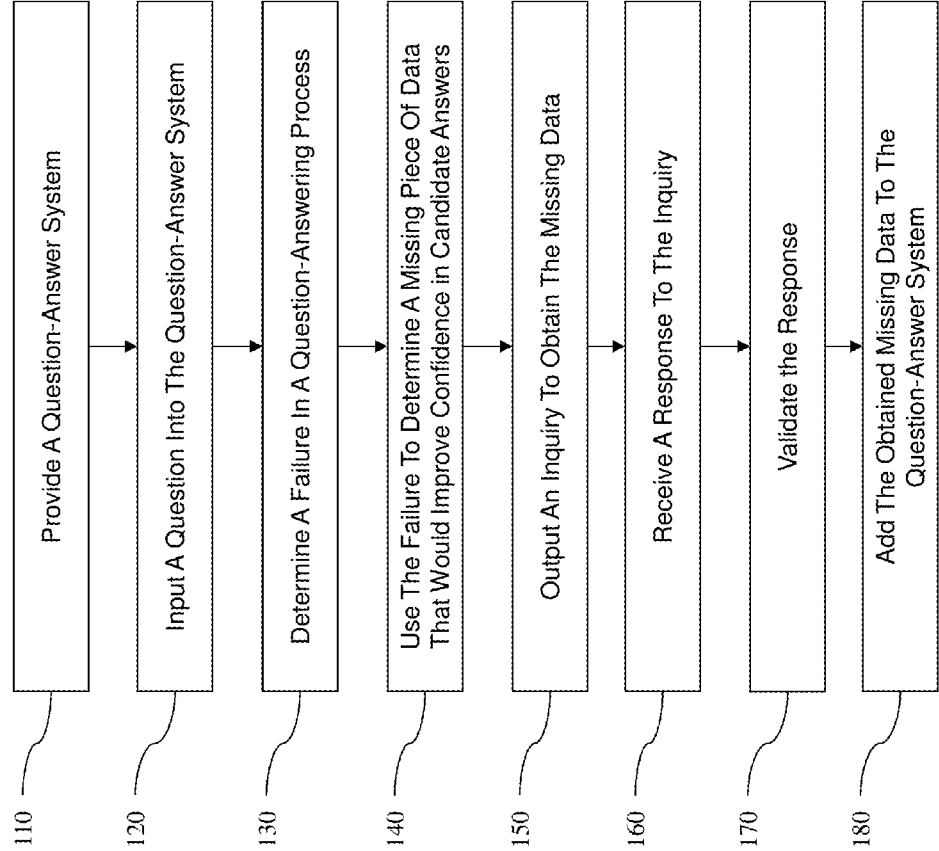 110
Provide A Question-Answer System
120
Input A Question Into The Question-Answer System
130
Determine A Failure In A Question-Answering Process
140
Use The Failure To Determine A Missing Piece Of Data
That Would Improve Confidence in Candidate Answers
150
Output An Inquiry To Obtain The Missing Data
160
Receive A Response To The Inquiry
170
Validate the Response
180
Add The Obtained Missing Data To The
Question-Answer System